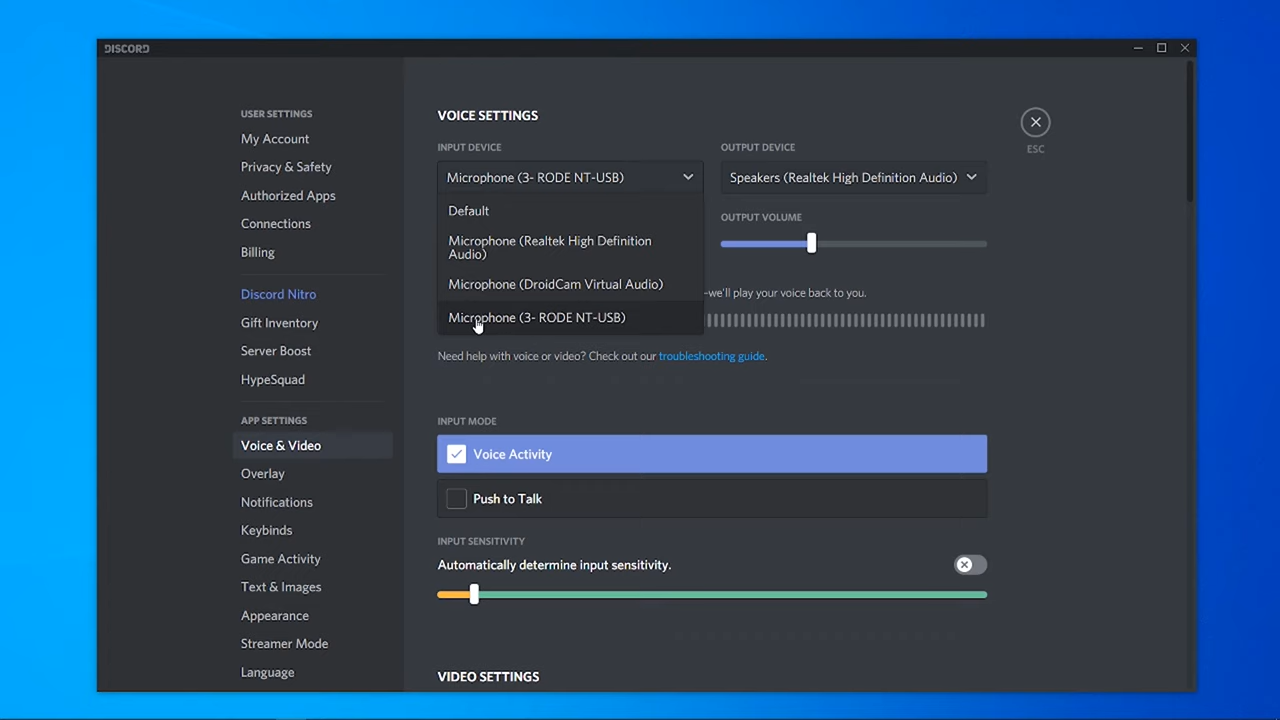 DISCORD
USER SETTINGS
My Account
Privacy & Safety
Authorized Apps
Connections
Billing
Discord Nitro
Gift Inventory
Server Boost
HypeSquad
APP SETTINGS
Voice & Video
Overlay
Notifications
Keybinds
Game Activity
Text & Images
Appearance
Streamer Mode
Language
VOICE SETTINGS
ESC
INPUT DEVICE
Microphone (3- RODE NT-USB)
Default
Microphone (Realtek High Definition
Audio)
Microphone (DroidCam Virtual Audio)
Microphone (3- RODE NT-USB)
OUTPUT DEVICE
Speakers (Realtek High Definition Audio)
OUTPUT VOLUME
—we'll play your voice back to you.
Need help with voice or video? Check out our troubleshooting guide.
INPUT MODE
Voice Activity
Push to Talk
INPUT SENSITIVITY
Automatically determine input sensitivity.
VIDEO SETTINGS